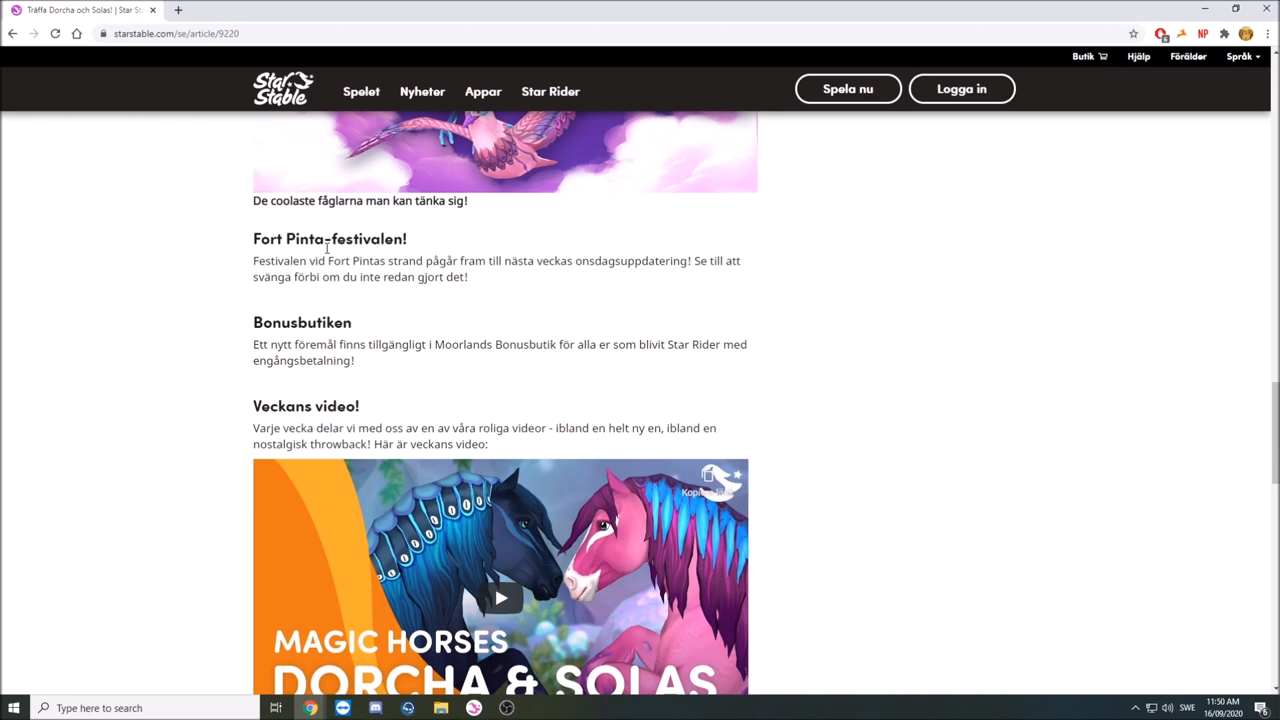 Träffa Dorcha och Solas! | Star St
starstable.com/se/article/9220
6
NP
Butik
Hjälp
Förälder
Språk
Star Stable
Spelet
Nyheter
Appar
Star Rider
Spela nu
Logga in
De coolaste fåglarna man kan tänka sig!
Fort Pinta-festivalen!
Festivalen vid Fort Pintas strand pågår fram till nästa veckas onsdagsuppdatering! Se till att
svänga förbi om du inte redan gjort det!
Bonusbutiken
Ett nytt föremål finns tillgängligt i Moorlands Bonusbutik för alla er som blivit Star Rider med
engångsbetalning!
Veckans video!
Varje vecka delar vi med oss av en av våra roliga videor - ibland en helt ny en, ibland en
nostalgisk throwback! Här är veckans video:
MAGIC HORSES
DORCHA & SOLAS
Type here to search
SWE
11:50 AM
16/09/2020
6